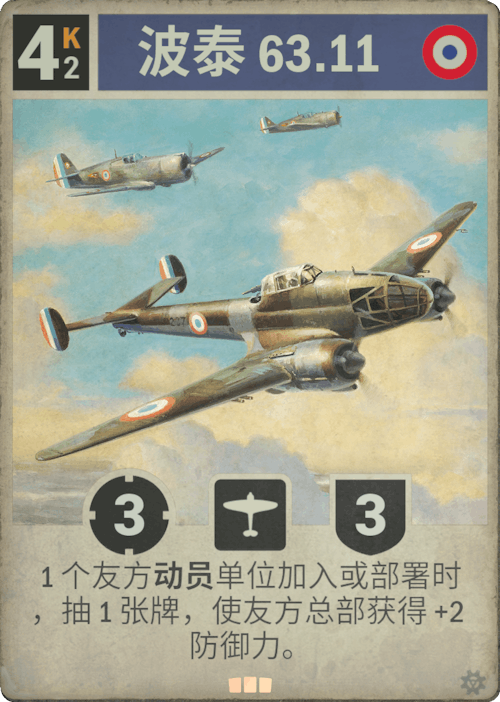 4K
2
波泰 63.11
3
3
1 个友方动员单位加入或部署时
，抽 1 张牌，使友方总部获得 +2
防御力。